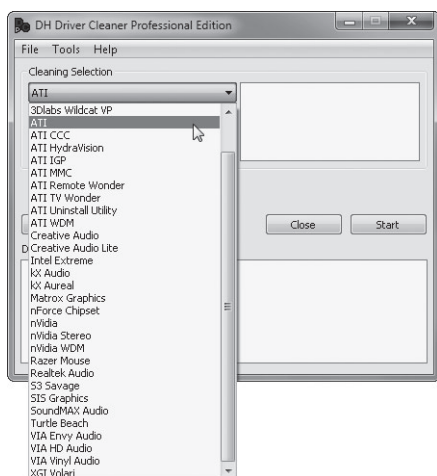 DH Driver Cleaner Professional Edition
File Tools Help
Cleaning Selection
ATI
3Dlabs Wildcat VP
ATI
ATI CCC
ATI HydraVision
ATI IGP
ATI MMC
ATI Remote Wonder
ATI TV Wonder
ATI Uninstall Utility
ATI WDM
Close Start
Creative Audio
D
Creative Audio Lite
Intel Extreme
kX Audio
kX Aureal
Matrox Graphics
nForce Chipset
nVidia
nVidia Stereo
nVidia WDM
Razer Mouse
Realtek Audio
S3 Savage
SIS Graphics
SoundMAX Audio
Turtle Beach
VIA Envy Audio
VIA HD Audio
VIA Vinyl Audio
XGI Volari